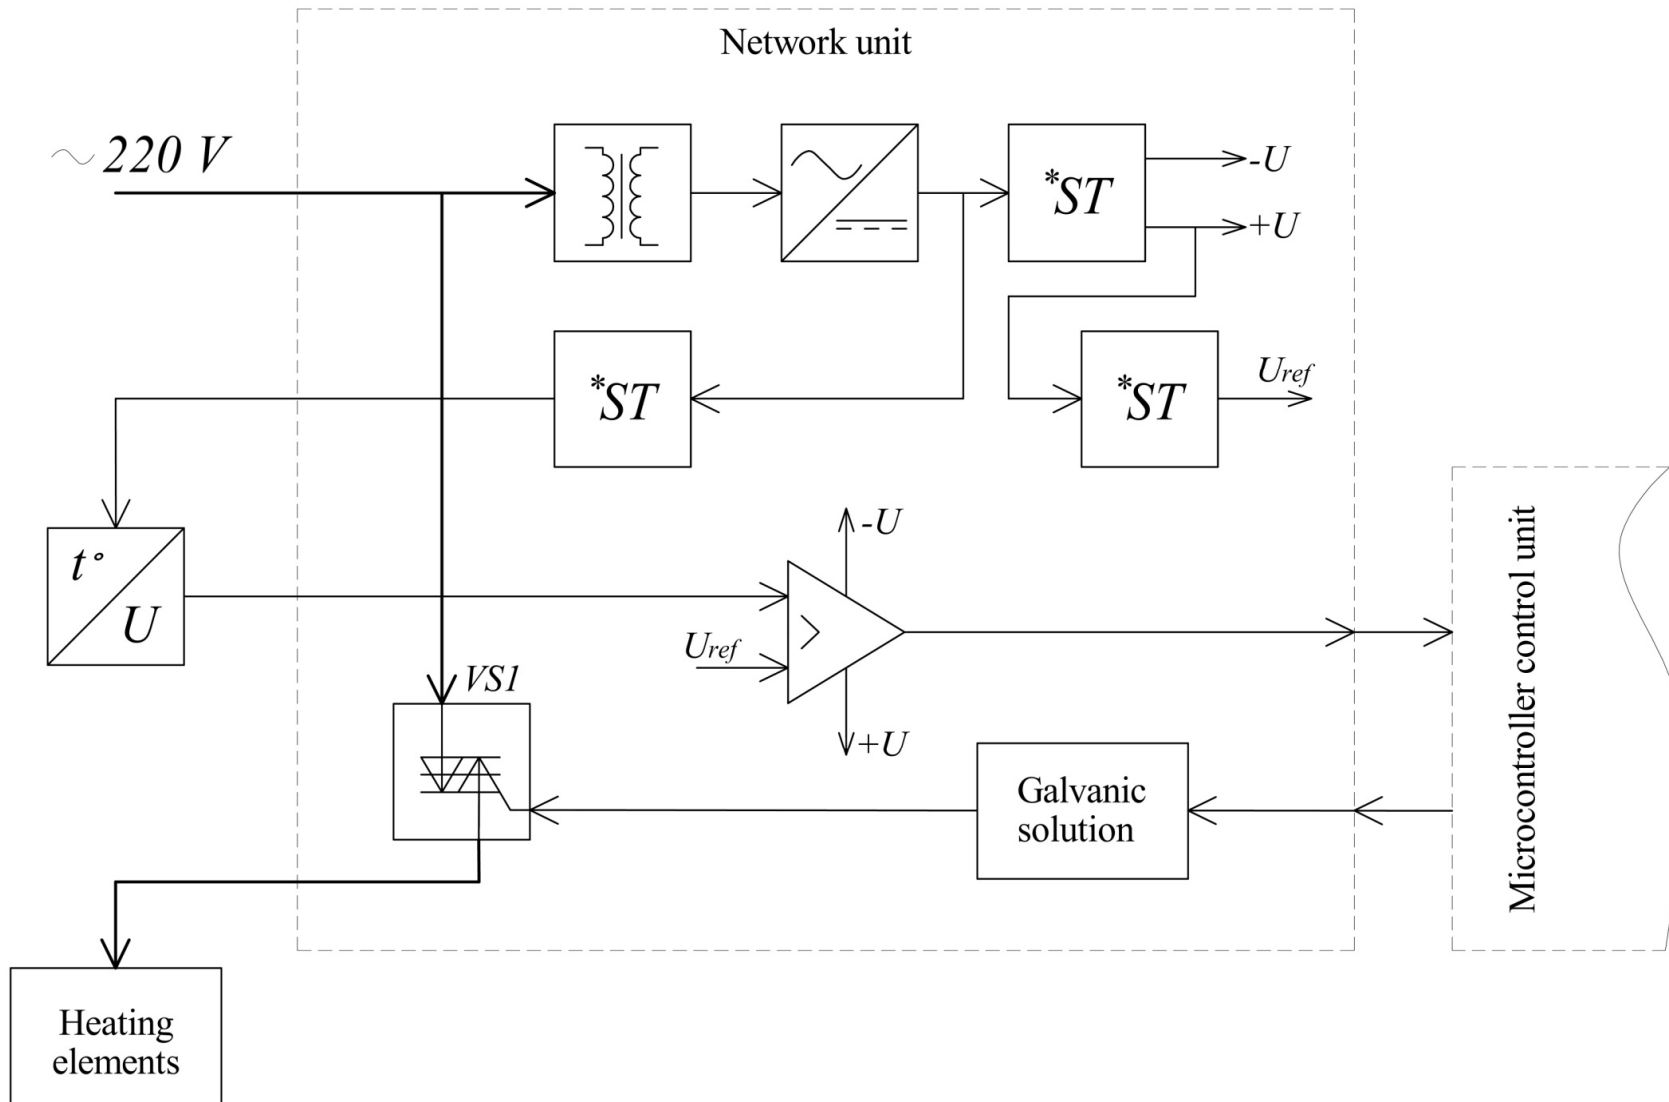 Network unit
~ 220 V
*ST
-U
+U
*ST
*ST
Uref
t°
U
-U
Uref
+U
VS1
Galvanic
solution
Microcontroller control unit
Heating
elements